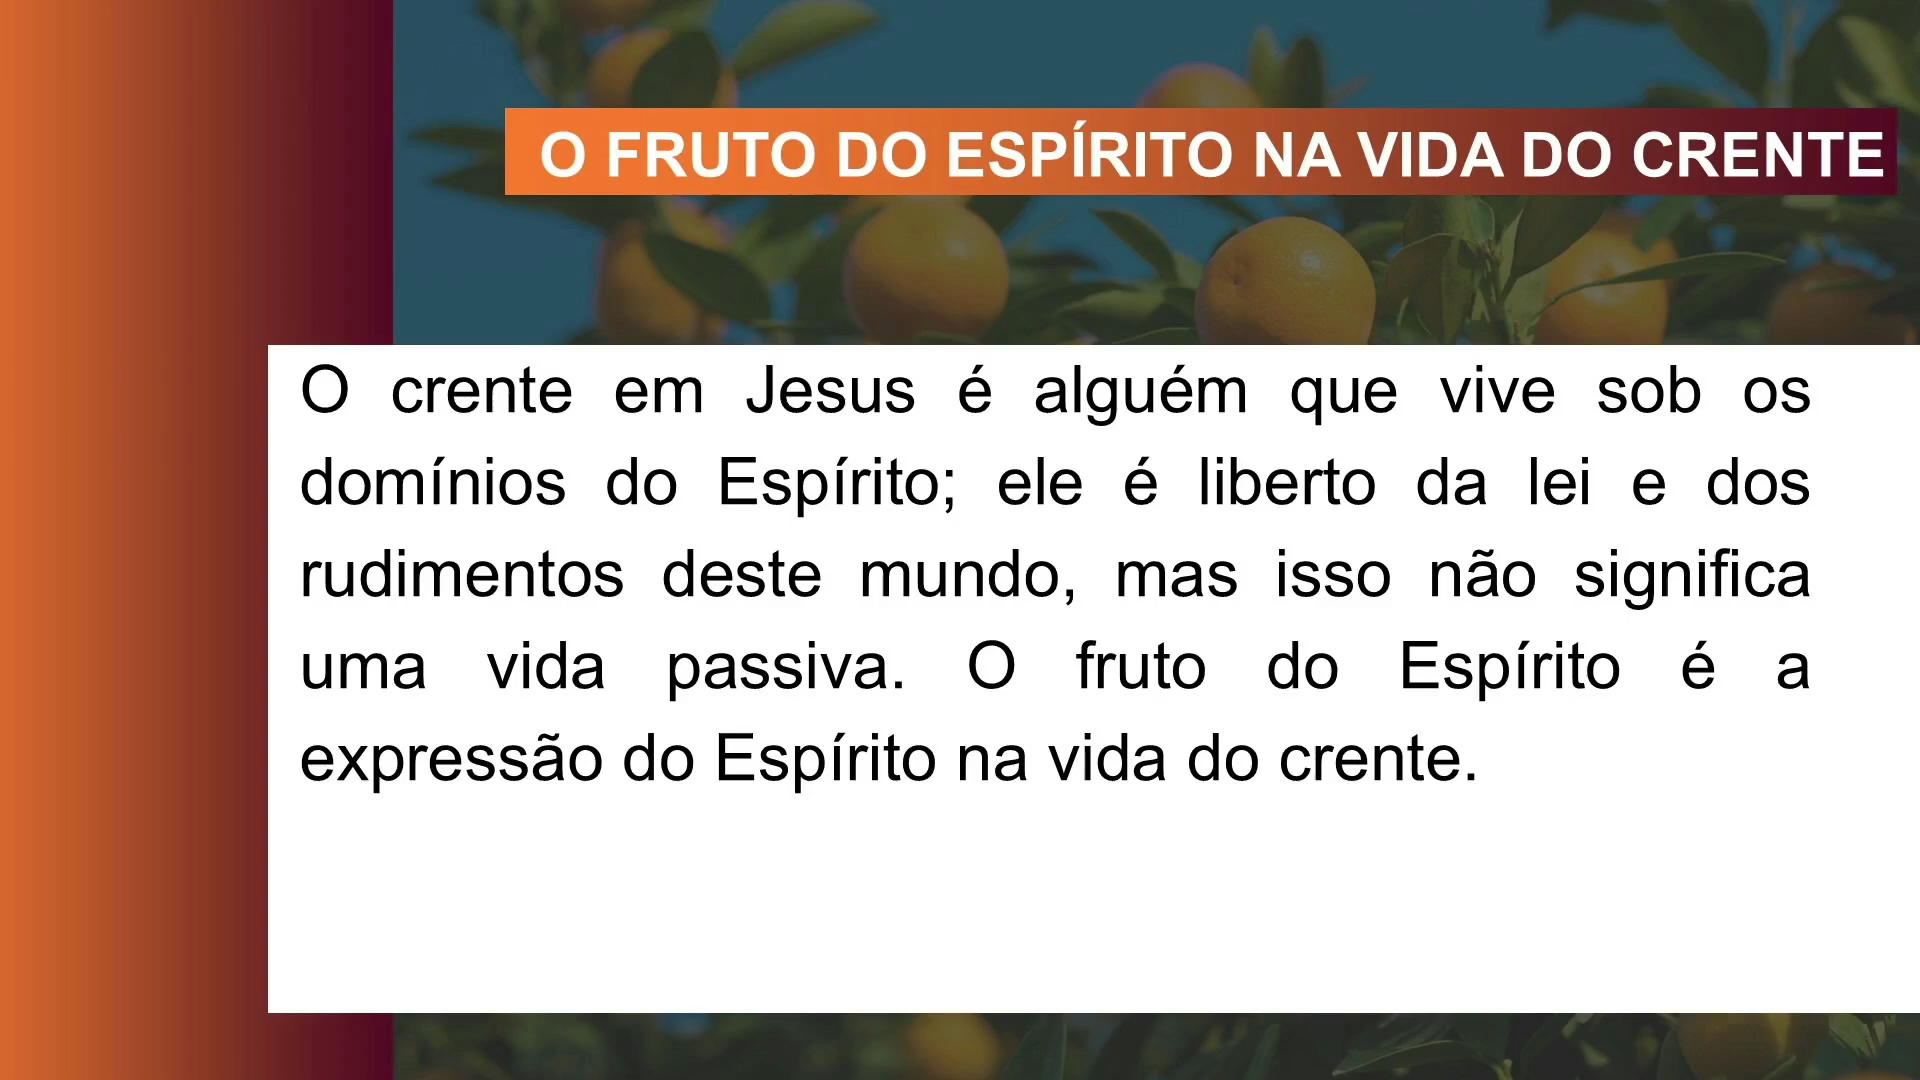 O FRUTO DO ESPÍRITO NA VIDA DO CRENTE
O crente em Jesus é alguém que vive sob os
domínios do Espírito; ele é liberto da lei e dos
rudimentos deste mundo, mas isso não significa
uma vida passiva. O fruto do Espírito é a
expressão do Espírito na vida do crente.